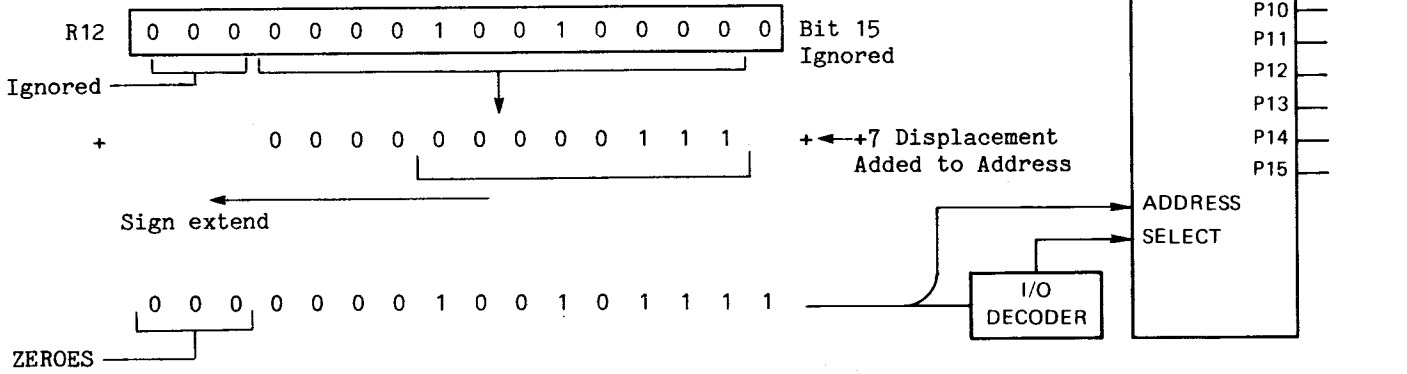 P10
R12 0 0 0 0 0 0 0 1 0 0 1 0 0 0 0 0 Bit 15
Ignored
P11
P12
Ignored
P13
+ 0 0 0 0 0 0 0 0 0 1 1 1 + +7 Displacement
Added to Address
P14
P15
Sign extend
ADDRESS
SELECT
0 0 0 0 0 0 0 1 0 0 1 0 1 1 1 1
I/O
DECODER
ZEROES